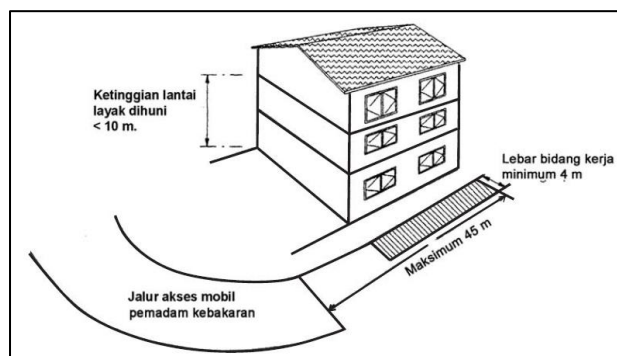 Ketinggian lantai
layak dihuni
< 10 m.
Lebar bidang kerja
minimum 4 m
Maksimum 45 m
Jalur akses mobil
pemadam kebakaran